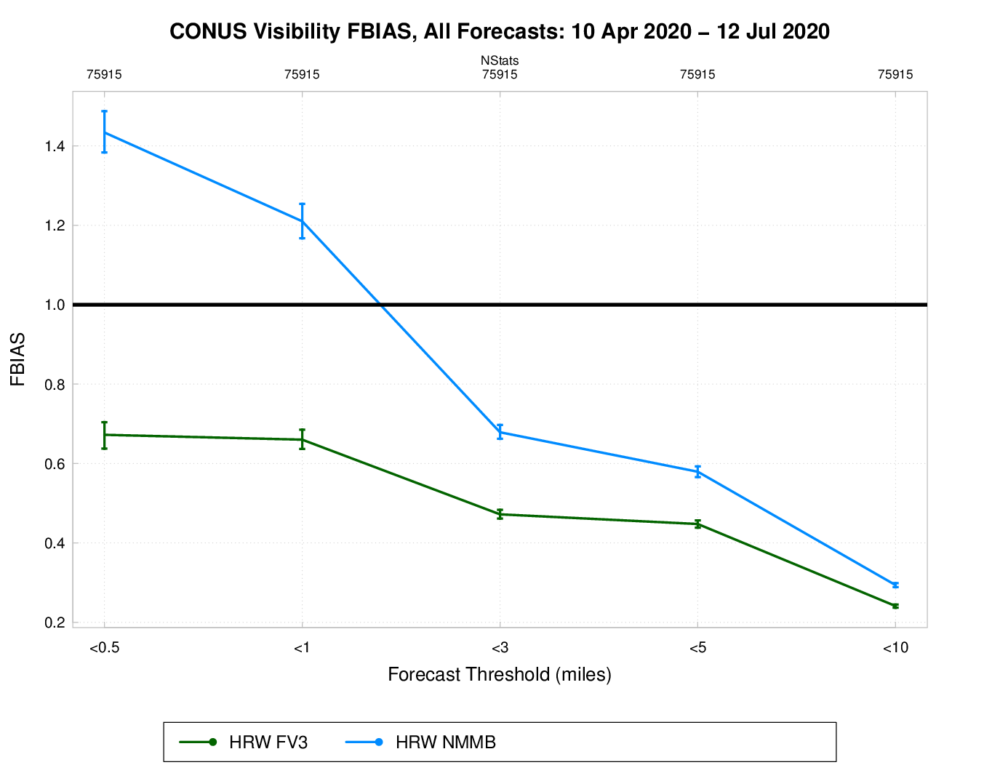 CONUS Visibility FBIAS, All Forecasts: 10 Apr 2020 – 12 Jul 2020
NStats
75915 75915 75915 75915 75915
1.4
1.2
1.0
0.8
0.6
0.4
0.2
FBIAS
<0.5 <1 <3 <5 <10
Forecast Threshold (miles)
HRW FV3 HRW NMMB